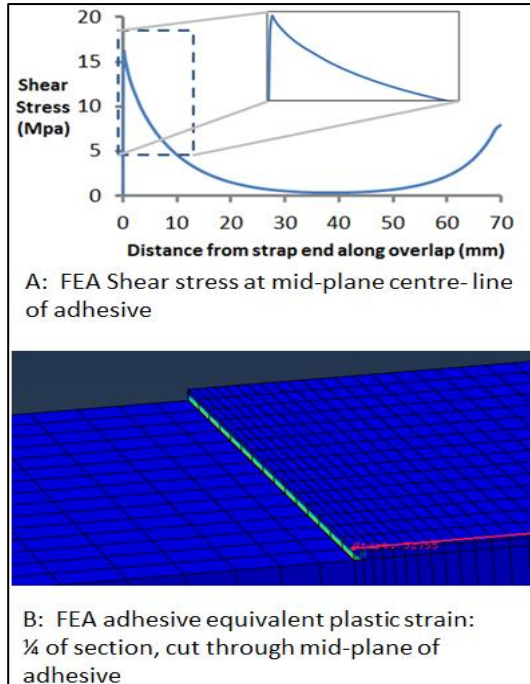 20
15
10
5
0
Shear
Stress
(Mpa)
0 10 20 30 40 50 60 70
Distance from strap end along overlap (mm)
A: FEA Shear stress at mid-plane centre- line
of adhesive
B: FEA adhesive equivalent plastic strain:
¼ of section, cut through mid-plane of
adhesive